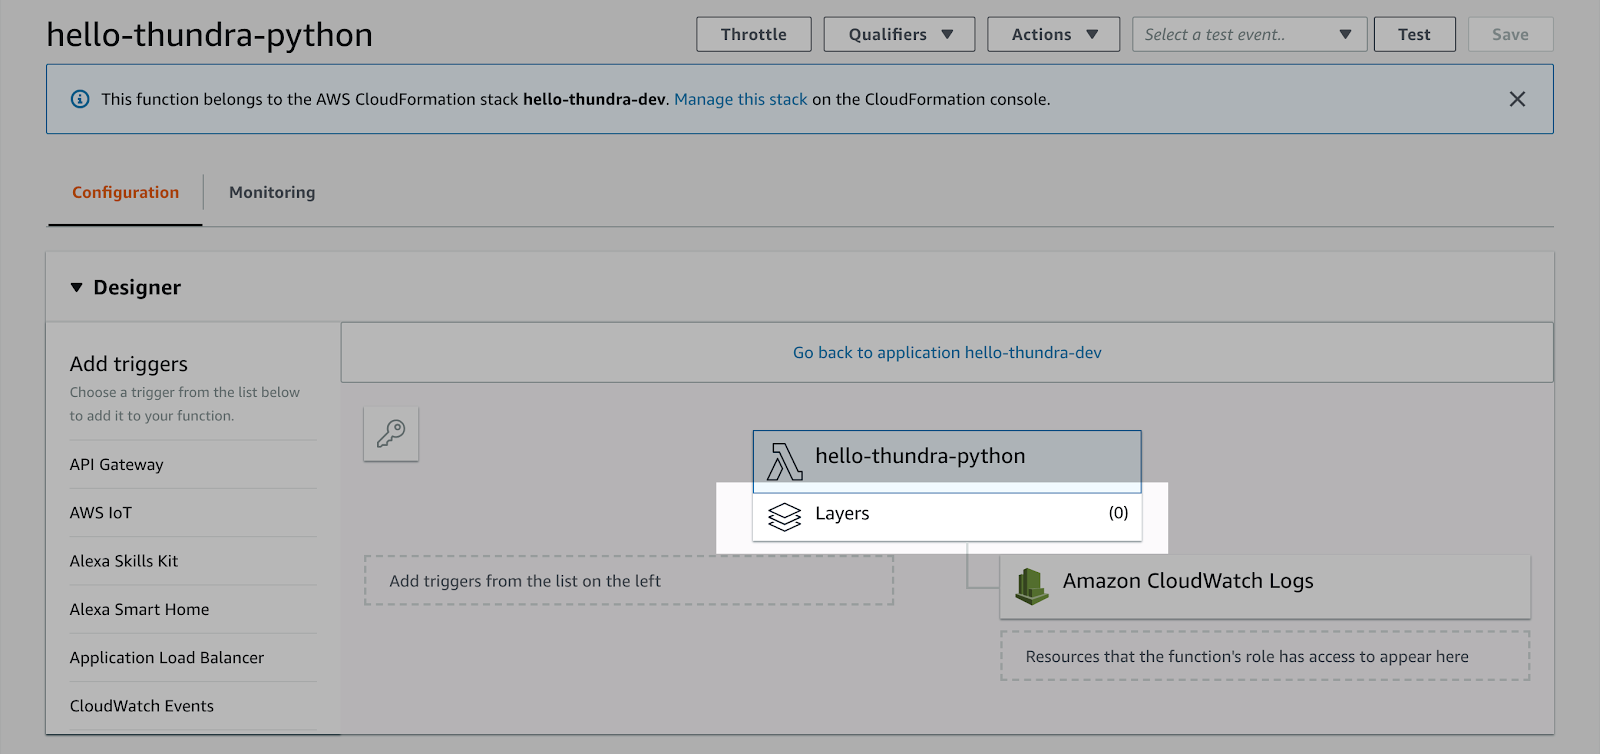 hello-thundra-python
Throttle
Qualifiers
Actions
Select a test event..
Test
Save
This function belongs to the AWS CloudFormation stack hello-thundra-dev. Manage this stack on the CloudFormation console.
Configuration
Monitoring
Designer
Add triggers
Choose a trigger from the list below
to add it to your function.
API Gateway
AWS IoT
Alexa Skills Kit
Alexa Smart Home
Application Load Balancer
CloudWatch Events
Go back to application hello-thundra-dev
hello-thundra-python
Layers (0)
Add triggers from the list on the left
Amazon CloudWatch Logs
Resources that the function's role has access to appear here